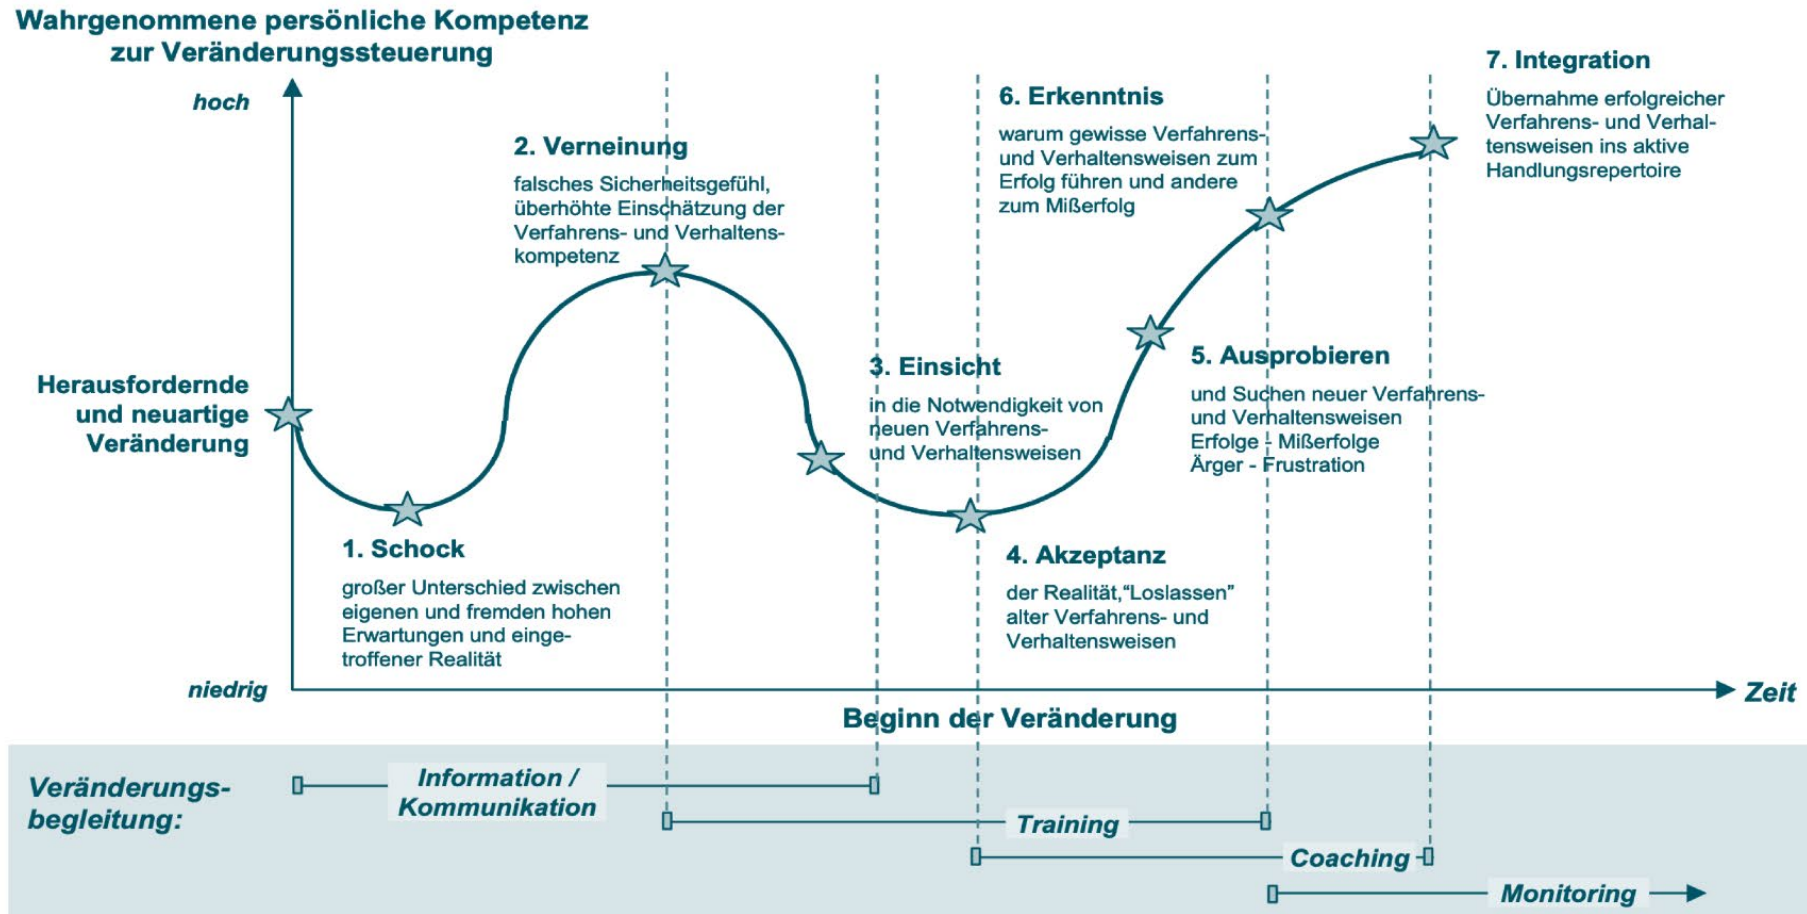 Wahrgenommene persönliche Kompetenz
zur Veränderungssteuerung
hoch
2. Verneinung
falsches Sicherheitsgefühl,
überhöhte Einschätzung der
Verfahrens- und Verhaltens-
kompetenz
6. Erkenntnis
warum gewisse Verfahrens-
und Verhaltensweisen zum
Erfolg führen und andere
zum Mißerfolg
7. Integration
Übernahme erfolgreicher
Verfahrens- und Verhal-
tensweisen ins aktive
Handlungsrepertoire
Herausfordernde
und neuartige
Veränderung
3. Einsicht
in die Notwendigkeit von
neuen Verfahrens-
und Verhaltensweisen
5. Ausprobieren
und Suchen neuer Verfahrens-
und Verhaltensweisen
Erfolge - Mißerfolge
Ärger - Frustration
1. Schock
großer Unterschied zwischen
eigenen und fremden hohen
Erwartungen und einge-
troffener Realität
4. Akzeptanz
der Realität,“Loslassen”
alter Verfahrens- und
Verhaltensweisen
niedrig
Zeit
Beginn der Veränderung
Veränderungs-
begleitung:
Information /
Kommunikation
Training
Coaching
Monitoring